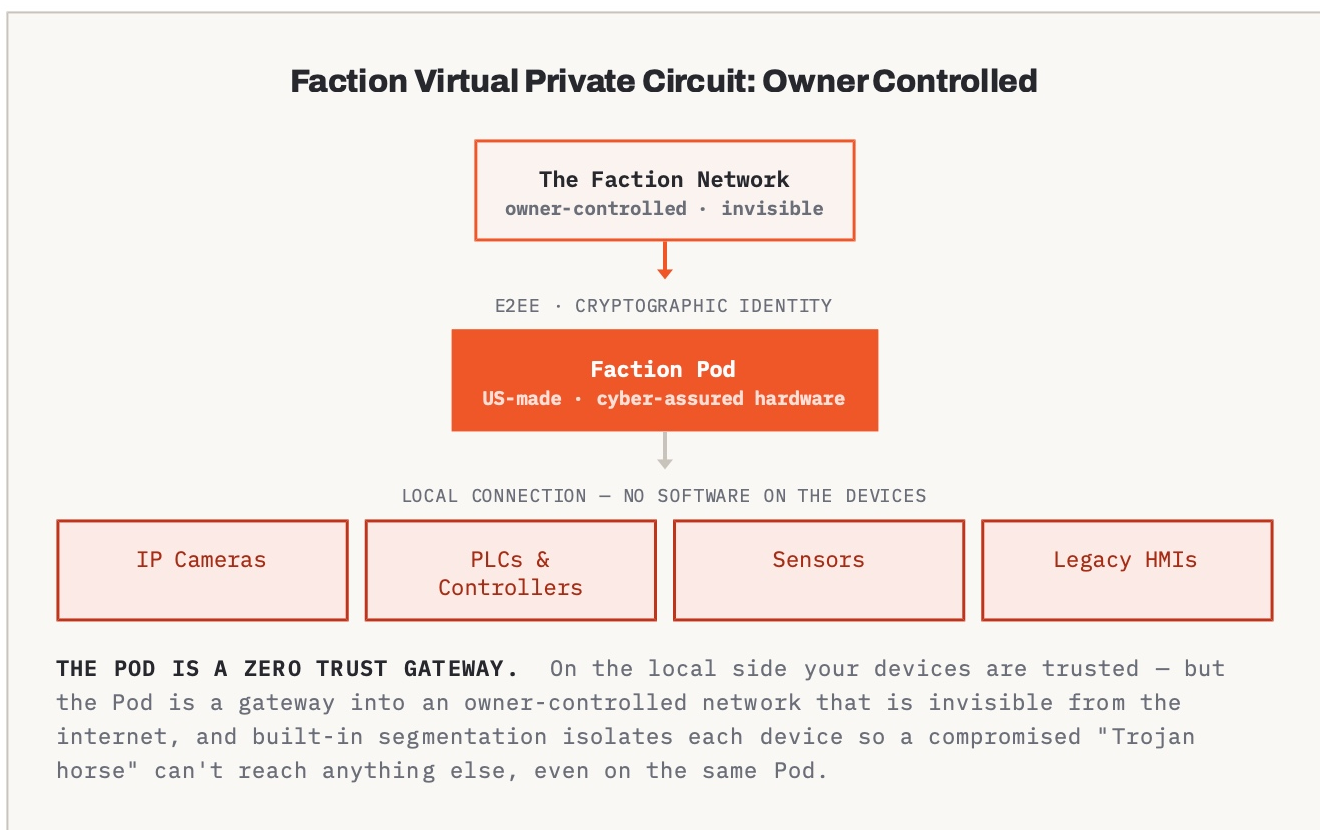 Faction Virtual Private Circuit: Owner Controlled
The Faction Network
owner-controlled · invisible
E2EE · CRYPTOGRAPHIC IDENTITY
Faction Pod
US-made · cyber-assured hardware
LOCAL CONNECTION — NO SOFTWARE ON THE DEVICES
IP Cameras
PLCs &
Controllers
Sensors
Legacy HMIs
THE POD IS A ZERO TRUST GATEWAY. On the local side your devices are trusted — but
the Pod is a gateway into an owner-controlled network that is invisible from the
internet, and built-in segmentation isolates each device so a compromised "Trojan
horse" can't reach anything else, even on the same Pod.